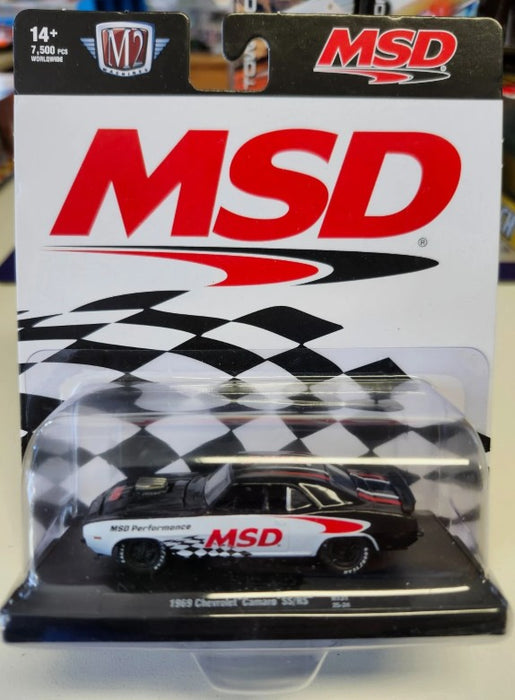 14+
7,500 PCS
WORLDWIDE
M2
MACHINES
MSD
MSD
®
MSD Performance
MSD
1969 Chevrolet Camaro SS/RS